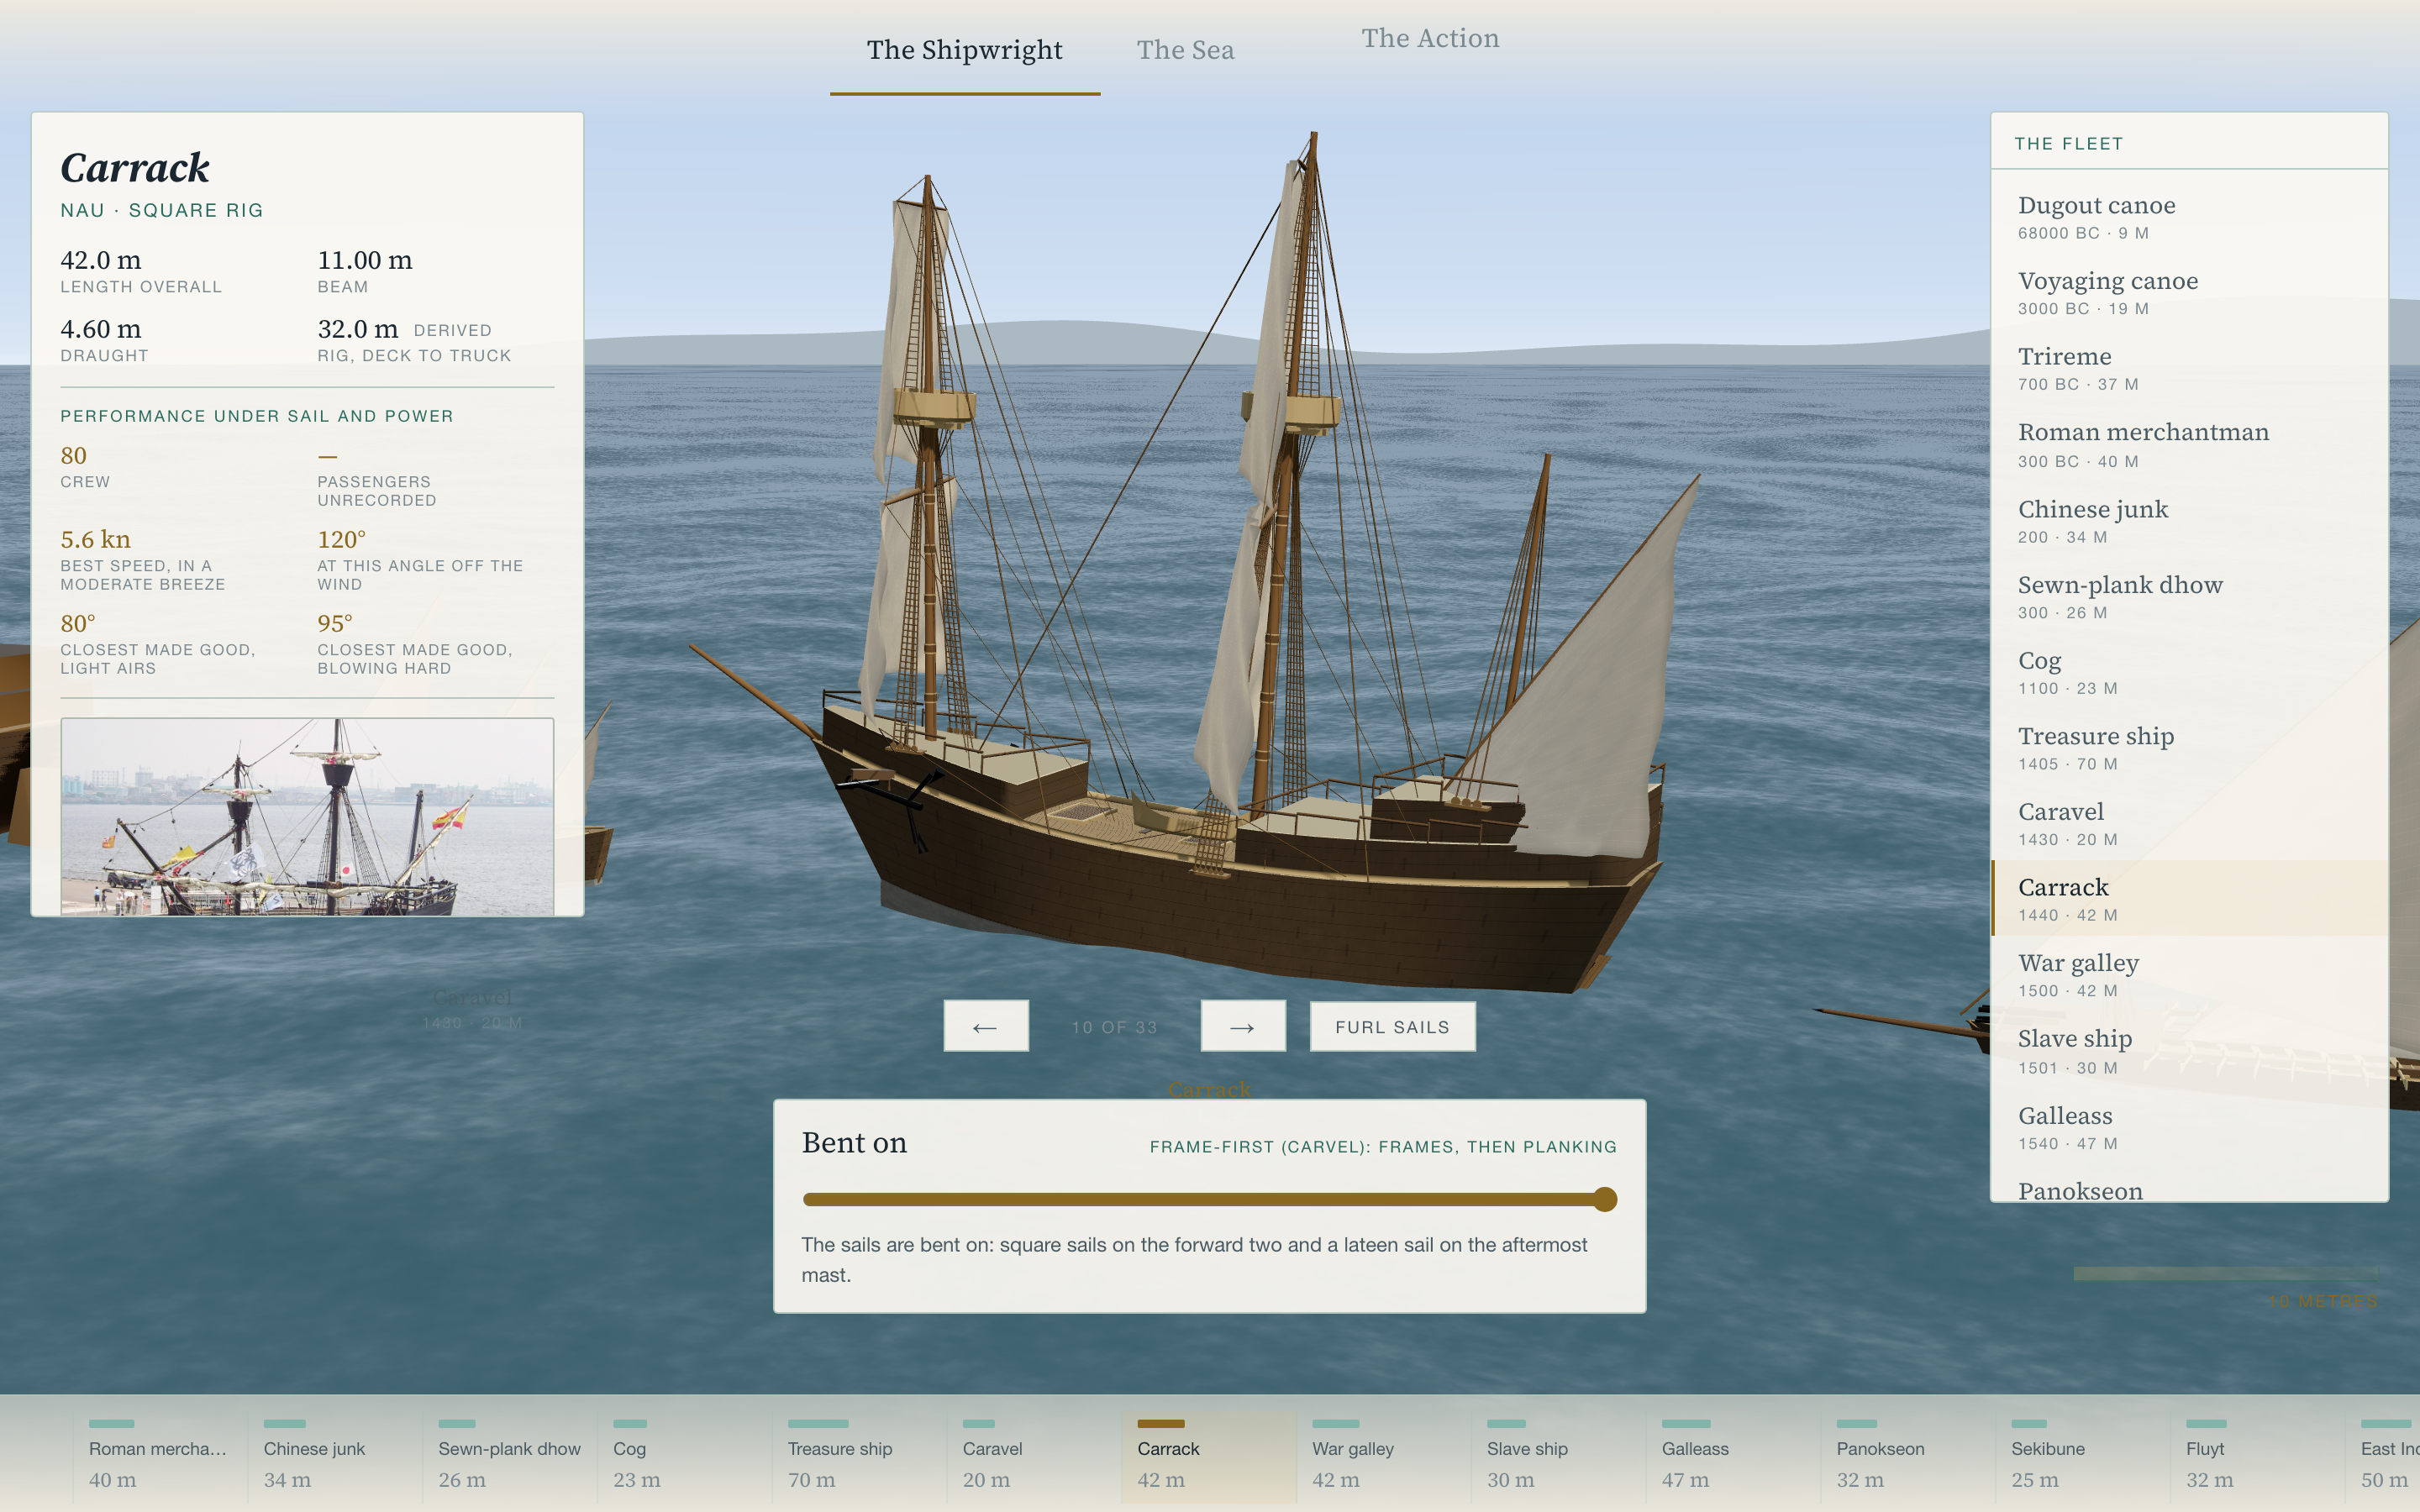 The Shipwright
The Sea
The Action
Carrack
NAU · SQUARE RIG
42.0 m
LENGTH OVERALL
11.00 m
BEAM
4.60 m
DRAUGHT
32.0 m DERIVED
RIG, DECK TO TRUCK
PERFORMANCE UNDER SAIL AND POWER
80
CREW
—
PASSENGERS
UNRECORDED
5.6 kn
BEST SPEED, IN A
MODERATE BREEZE
120°
AT THIS ANGLE OFF THE
WIND
80°
CLOSEST MADE GOOD,
LIGHT AIRS
95°
CLOSEST MADE GOOD,
BLOWING HARD
Caravel
1430 · 20 M
←
10 OF 33
→
FURL SAILS
Carrack
Bent on
FRAME-FIRST (CARVEL): FRAMES, THEN PLANKING
The sails are bent on: square sails on the forward two and a lateen sail on the aftermost
mast.
THE FLEET
Dugout canoe
68000 BC · 9 M
Voyaging canoe
3000 BC · 19 M
Trireme
700 BC · 37 M
Roman merchantman
300 BC · 40 M
Chinese junk
200 · 34 M
Sewn-plank dhow
300 · 26 M
Cog
1100 · 23 M
Treasure ship
1405 · 70 M
Caravel
1430 · 20 M
Carrack
1440 · 42 M
War galley
1500 · 42 M
Slave ship
1501 · 30 M
Galleass
1540 · 47 M
Panokseon
10 METRES
Roman mercha…
40 m
Chinese junk
34 m
Sewn-plank dhow
26 m
Cog
23 m
Treasure ship
70 m
Caravel
20 m
Carrack
42 m
War galley
42 m
Slave ship
30 m
Galleass
47 m
Panokseon
32 m
Sekibune
25 m
Fluyt
32 m
East Ind
50 m